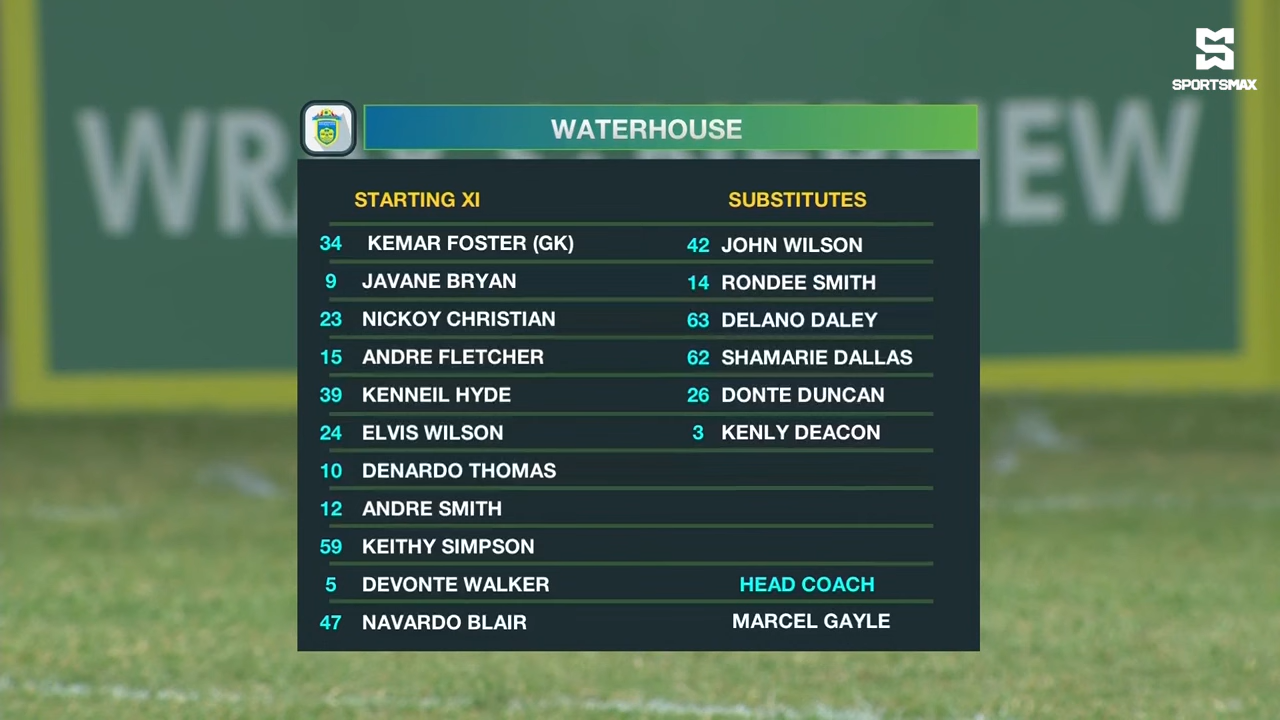 SPORTSMAX
WATERHOUSE
STARTING XI
34 KEMAR FOSTER (GK)
9 JAVANE BRYAN
23 NICKOY CHRISTIAN
15 ANDRE FLETCHER
39 KENNEIL HYDE
24 ELVIS WILSON
10 DENARDO THOMAS
12 ANDRE SMITH
59 KEITHY SIMPSON
5 DEVONTE WALKER
47 NAVARDO BLAIR
SUBSTITUTES
42 JOHN WILSON
14 RONDEE SMITH
63 DELANO DALEY
62 SHAMARIE DALLAS
26 DONTE DUNCAN
3 KENLY DEACON
HEAD COACH
MARCEL GAYLE